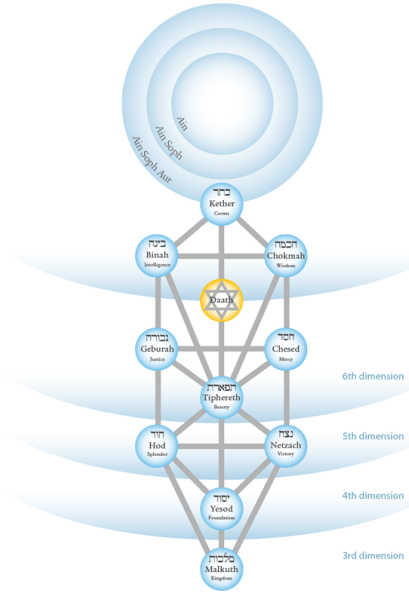 Ain
Ain Soph
Ain Soph Aur
כתר
Kether
Crown
בינה
Binah
Intelligence
חכמה
Chokmah
Wisdom
Daath
גבורה
Geburah
Justice
חסד
Chesed
Mercy
6th dimension
תפארת
Tiphereth
Beauty
5th dimension
הוד
Hod
Splendor
נצח
Netzach
Victory
4th dimension
יסוד
Yesod
Foundation
3rd dimension
מלכות
Malkuth
Kingdom